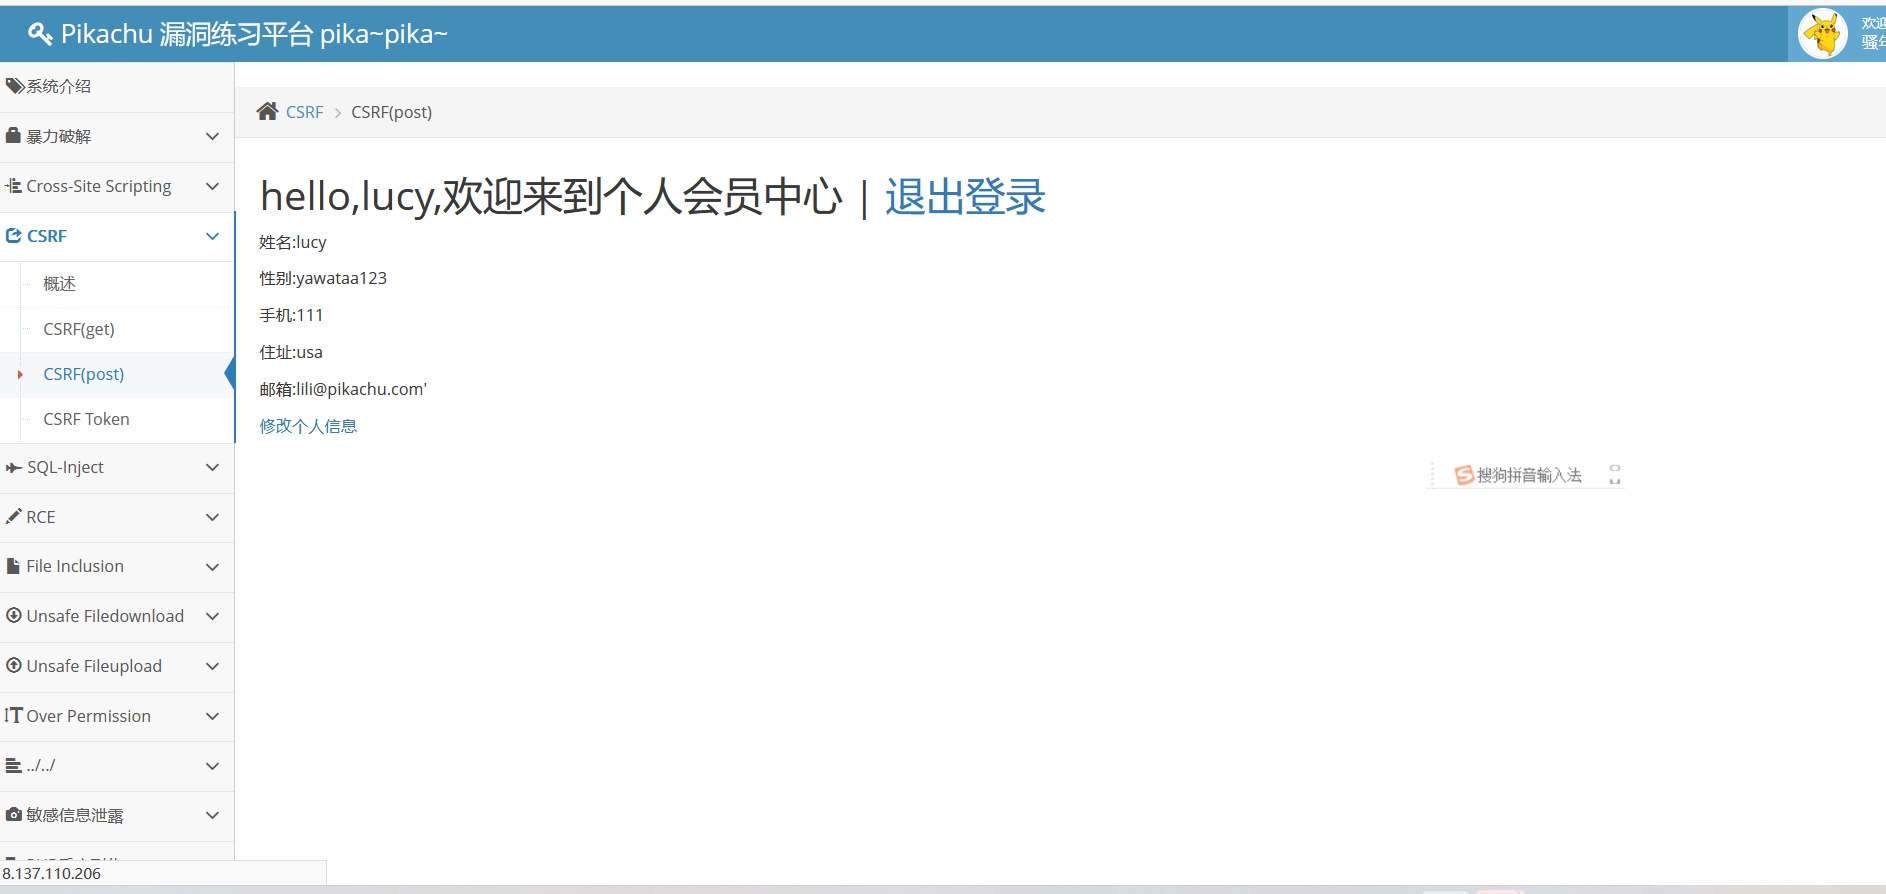 Pikachu 漏洞练习平台 pika~pika~
欢迎
骚年
系统介绍
暴力破解
Cross-Site Scripting
CSRF
概述
CSRF(get)
CSRF(post)
CSRF Token
SQL-Inject
RCE
File Inclusion
Unsafe Filedownload
Unsafe Fileupload
Over Permission
../../
敏感信息泄露
8.137.110.206
CSRF > CSRF(post)
hello,lucy,欢迎来到个人会员中心 | 退出登录
姓名:lucy
性别:yawataa123
手机:111
住址:usa
邮箱:lili@pikachu.com'
修改个人信息
搜狗拼音输入法